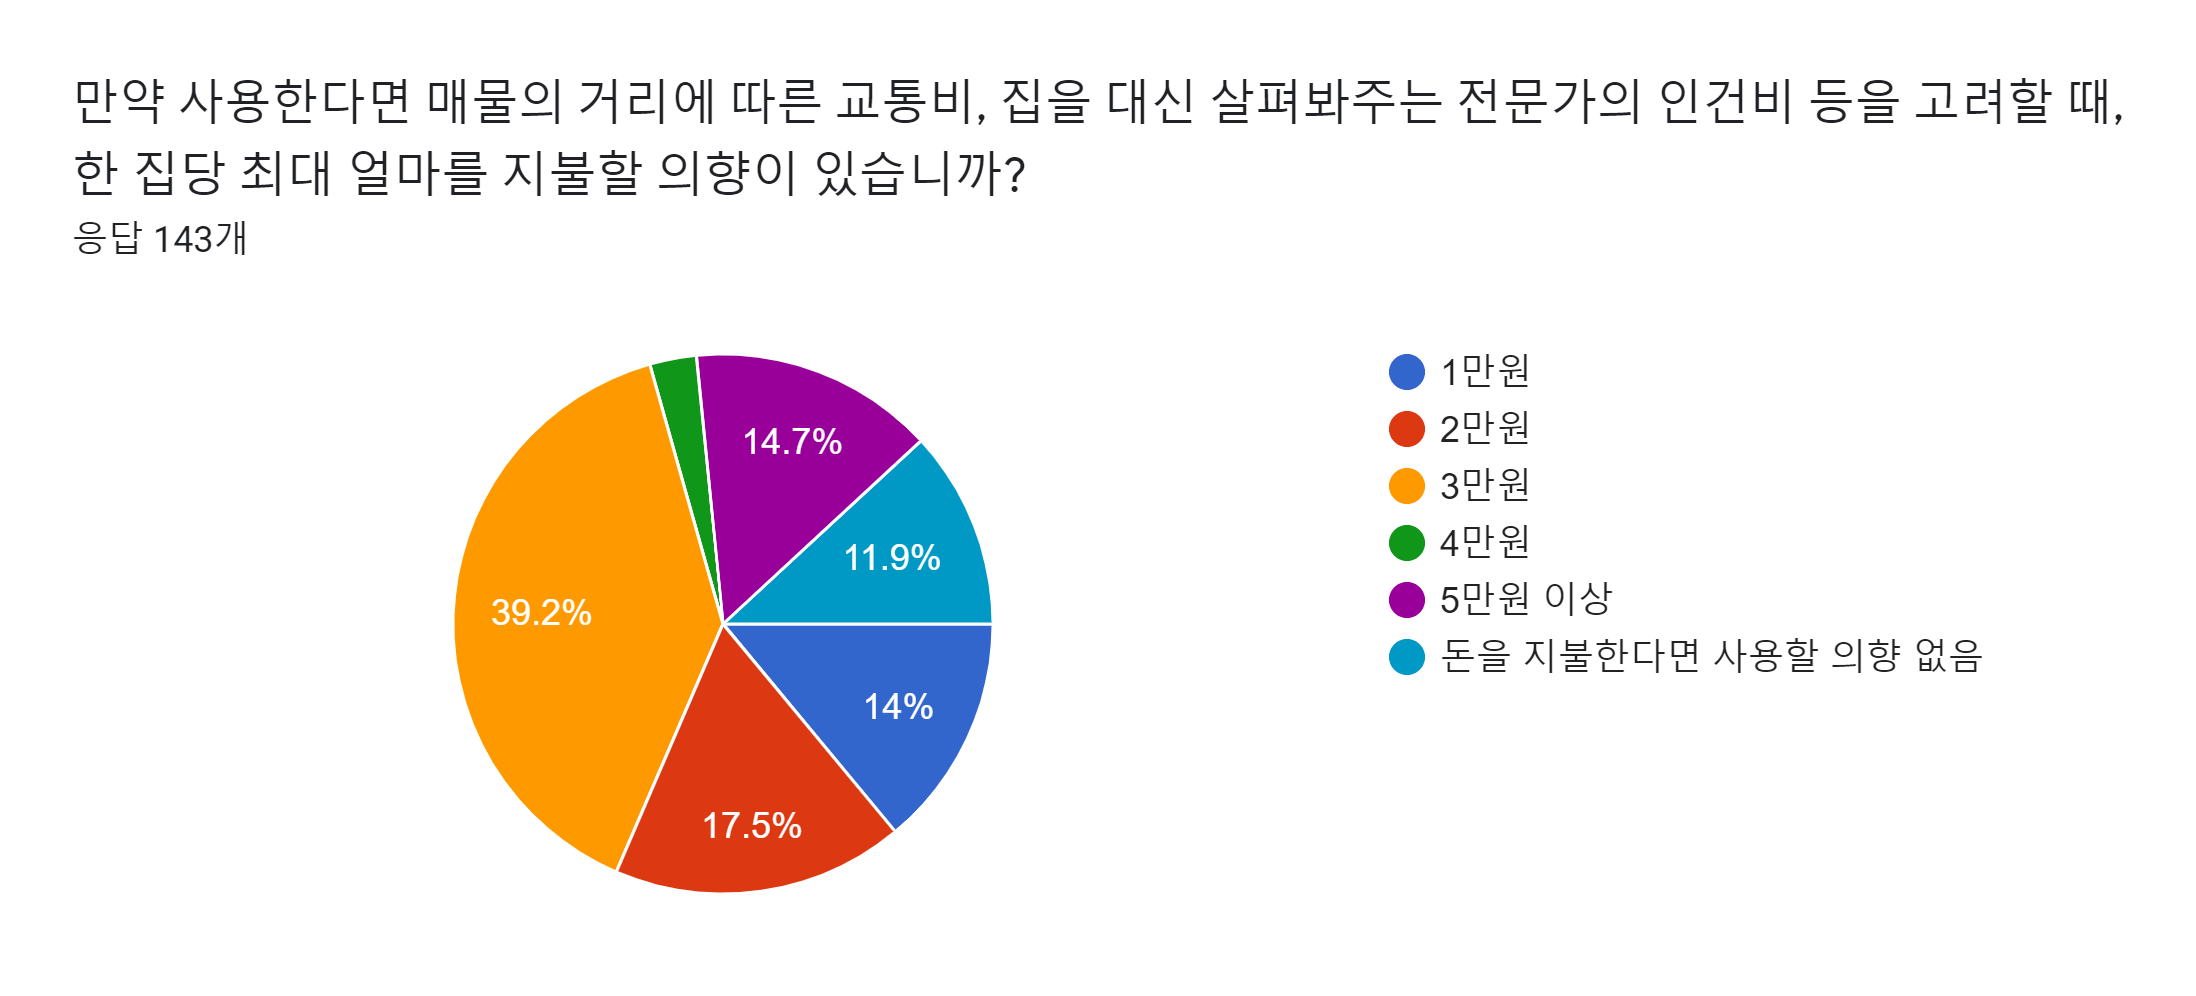 만약 사용한다면 매물의 거리에 따른 교통비, 집을 대신 살펴봐주는 전문가의 인건비 등을 고려할 때,
한 집당 최대 얼마를 지불할 의향이 있습니까?
응답 143개
1만원
2만원
3만원
4만원
5만원 이상
돈을 지불한다면 사용할 의향 없음
14.7%
11.9%
39.2%
14%
17.5%